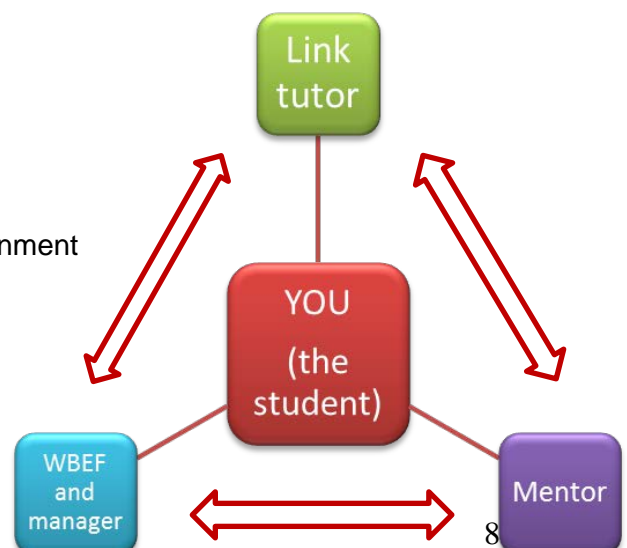 Link
tutor
nment
YOU
(the
student)
WBEF
and
manager
Mentor
8